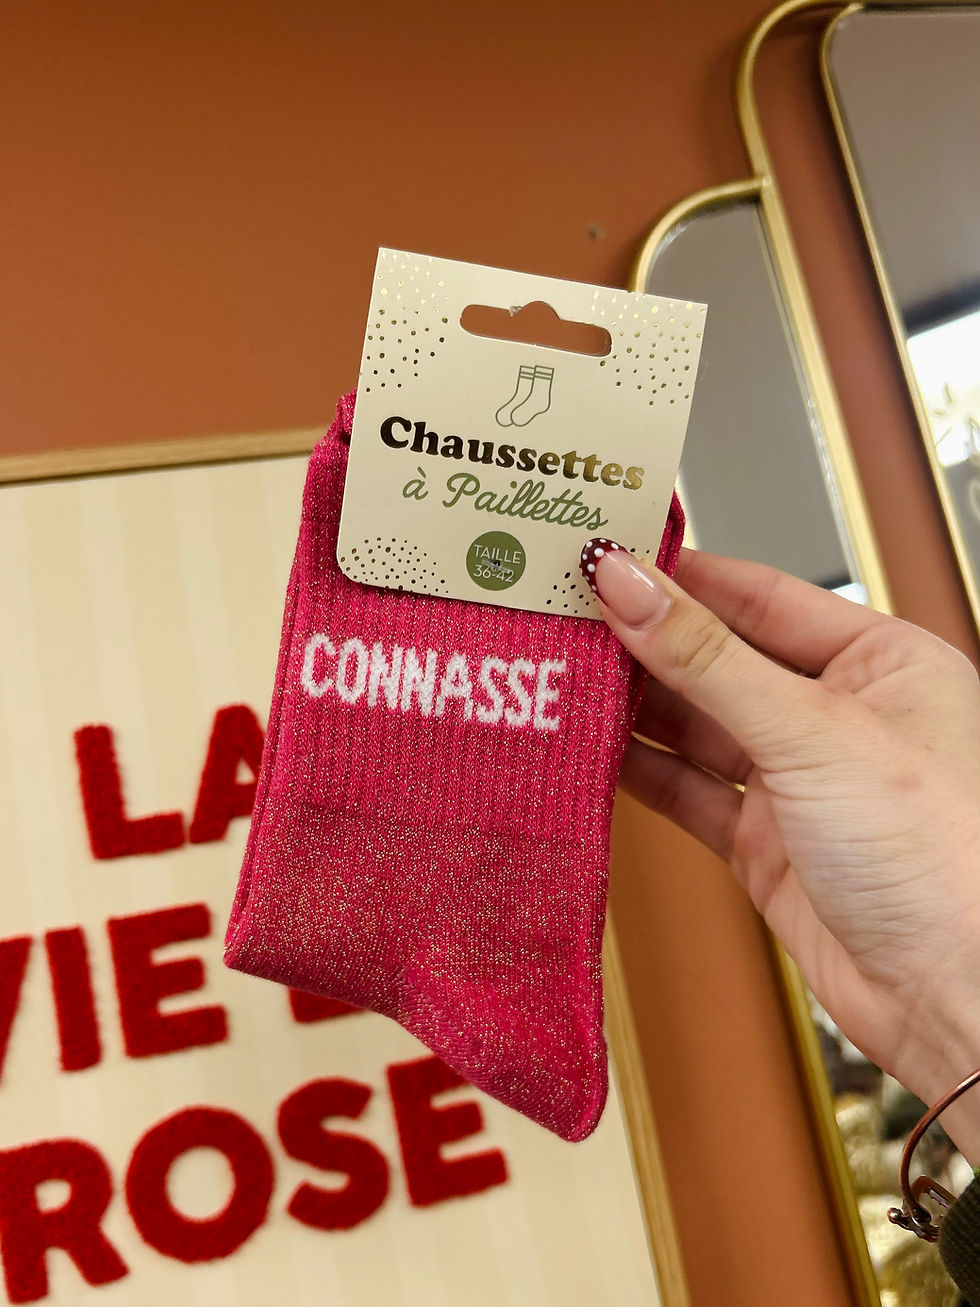 Chaussettes
à Paillettes
TAILLE
36-42
CONNASSE
LA
VIE E
ROSE